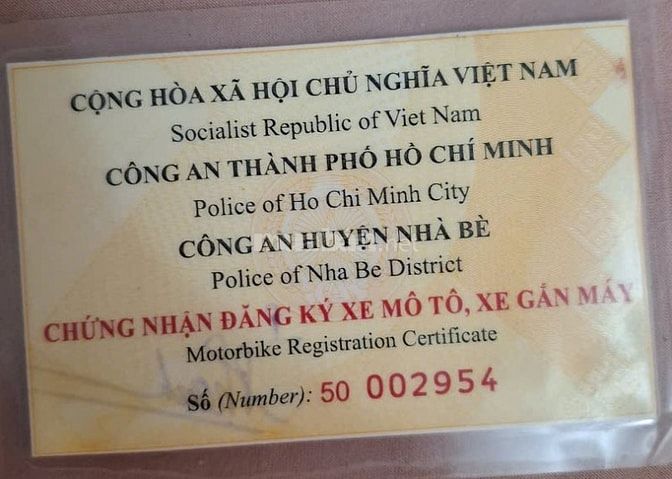 CỘNG HÒA XÃ HỘI CHỦ NGHĨA VIỆT NAM
Socialist Republic of Viet Nam
CÔNG AN THÀNH PHỐ HỒ CHÍ MINH
Police of Ho Chi Minh City
CÔNG AN HUYỆN NHÀ BÈ
Police of Nha Be District
CHỨNG NHẬN ĐĂNG KÝ XE MÔ TÔ, XE GẮN MÁY
Motorbike Registration Certificate
Số (Number): 50 002954